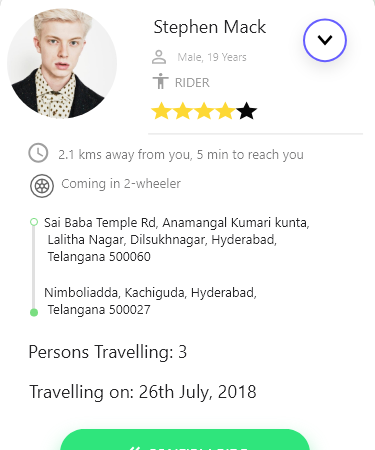 Stephen Mack
Male, 19 Years
RIDER
2.1 kms away from you, 5 min to reach you
Coming in 2-wheeler
Sai Baba Temple Rd, Anamangal Kumari kunta,
Lalitha Nagar, Dilsukhnagar, Hyderabad,
Telangana 500060
Nimboliadda, Kachiguda, Hyderabad,
Telangana 500027
Persons Travelling: 3
Travelling on: 26th July, 2018